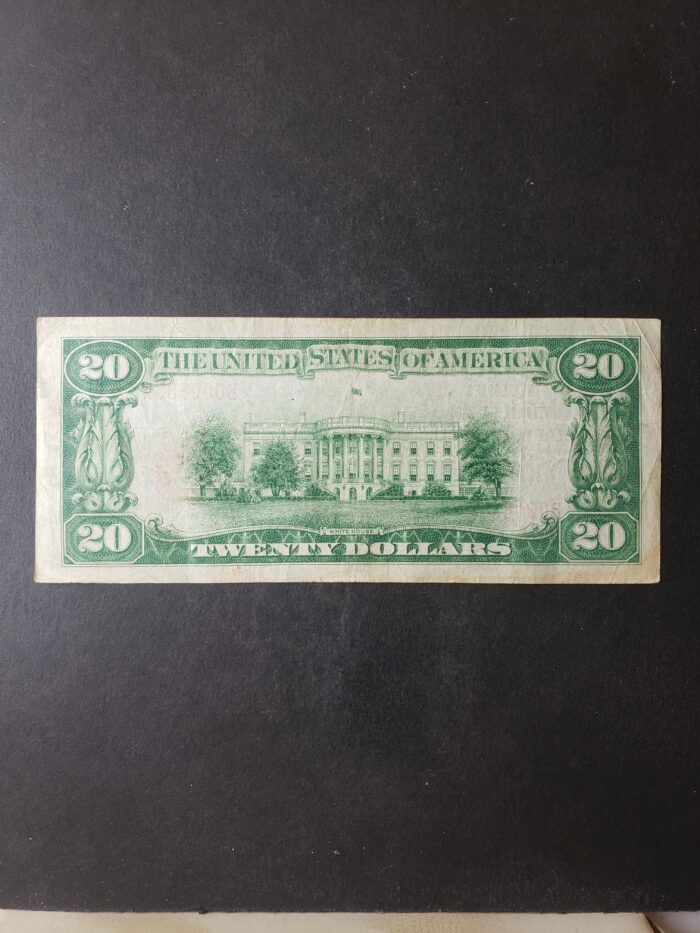 20 THE UNITED STATES OF AMERICA 20
WHITE HOUSE
20 TWENTY DOLLARS 20